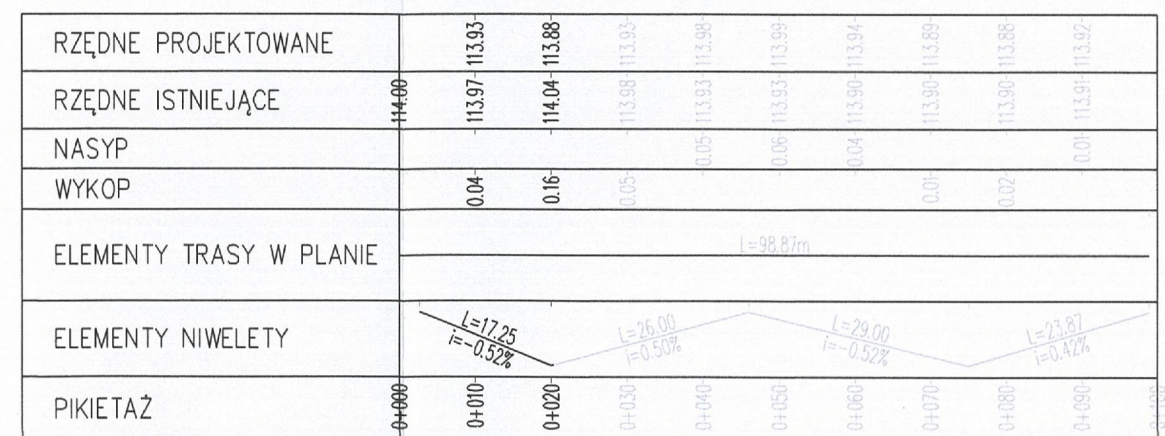 RZĘDNE PROJEKTOWANE 113.93 113.88 113.93 113.98 113.99 113.94 113.89 113.88 113.92
RZĘDNE ISTNIEJĄCE 114.00 113.97 114.04 113.98 113.93 113.93 113.90 113.90 113.90 113.91
NASYP 0.05 0.06 0.04 0.01
WYKOP 0.04 0.16 0.05 0.01 0.02
ELEMENTY TRASY W PLANIE L=98.87m
ELEMENTY NIWELETY L=17.25 i=-0.52% L=26.00 i=0.50% L=29.00 i=-0.52% L=23.87 i=0.42%
PIKIETAŻ 0+000 0+010 0+020 0+030 0+040 0+050 0+060 0+070 0+080 0+090